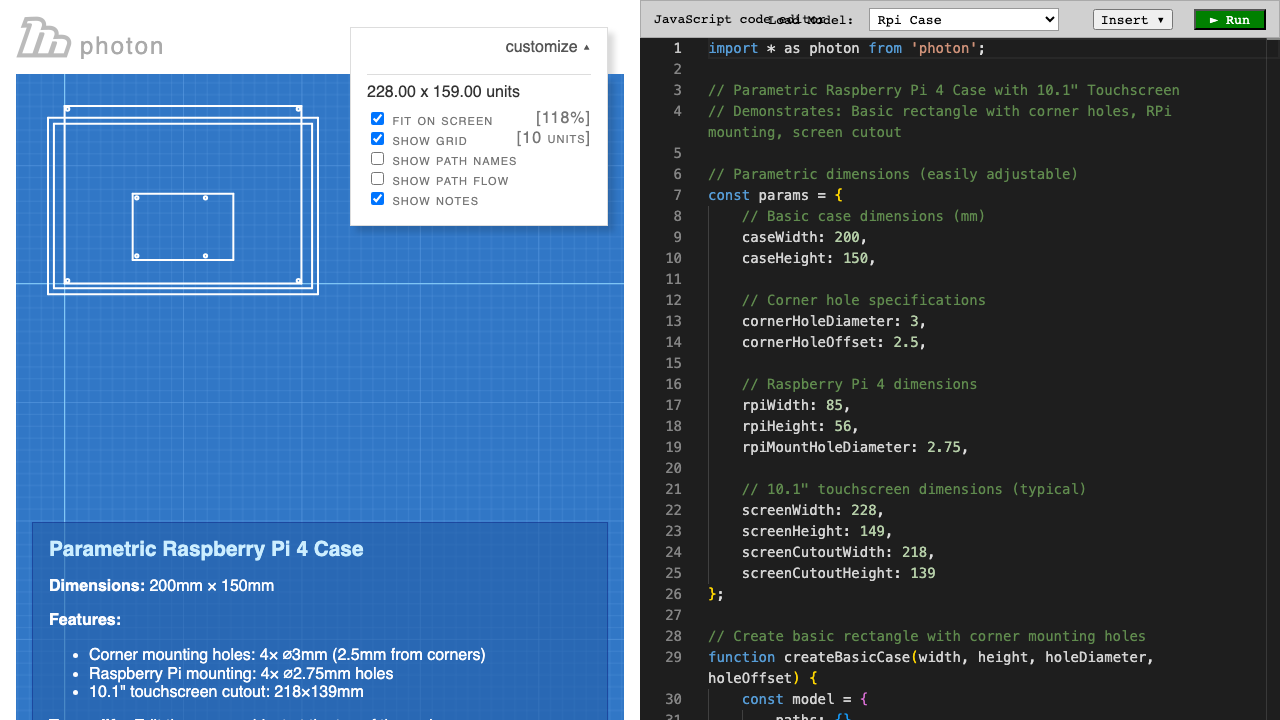 photon
customize ▲
228.00 x 159.00 units
FIT ON SCREEN [118%]
SHOW GRID [10 UNITS]
SHOW PATH NAMES
SHOW PATH FLOW
SHOW NOTES
Parametric Raspberry Pi 4 Case
Dimensions: 200mm × 150mm
Features:
• Corner mounting holes: 4× ⌀3mm (2.5mm from corners)
• Raspberry Pi mounting: 4× ⌀2.75mm holes
• 10.1" touchscreen cutout: 218×139mm
JavaScript code editor
Load Model:
Rpi Case
Insert ▾
► Run
1 import * as photon from 'photon';
2
3 // Parametric Raspberry Pi 4 Case with 10.1" Touchscreen
4 // Demonstrates: Basic rectangle with corner holes, RPi
mounting, screen cutout
5
6 // Parametric dimensions (easily adjustable)
7 const params = {
8 // Basic case dimensions (mm)
9 caseWidth: 200,
10 caseHeight: 150,
11
12 // Corner hole specifications
13 cornerHoleDiameter: 3,
14 cornerHoleOffset: 2.5,
15
16 // Raspberry Pi 4 dimensions
17 rpiWidth: 85,
18 rpiHeight: 56,
19 rpiMountHoleDiameter: 2.75,
20
21 // 10.1" touchscreen dimensions (typical)
22 screenWidth: 228,
23 screenHeight: 149,
24 screenCutoutWidth: 218,
25 screenCutoutHeight: 139
26 };
27
28 // Create basic rectangle with corner mounting holes
29 function createBasicCase(width, height, holeDiameter,
holeOffset) {
30 const model = {
31 paths: {}